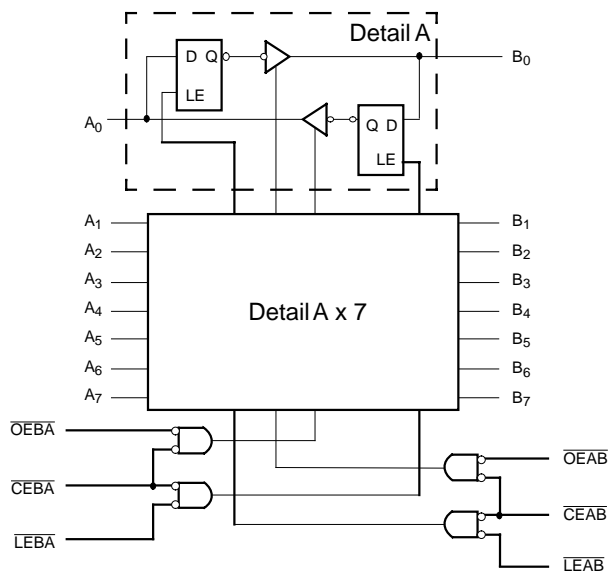 Detail A
D Q
LE
B0
A0
Q D
LE
A1
A2
A3
A4
A5
A6
A7
Detail A x 7
B1
B2
B3
B4
B5
B6
B7
OEBA
CEBA
LEBA
OEAB
CEAB
LEAB